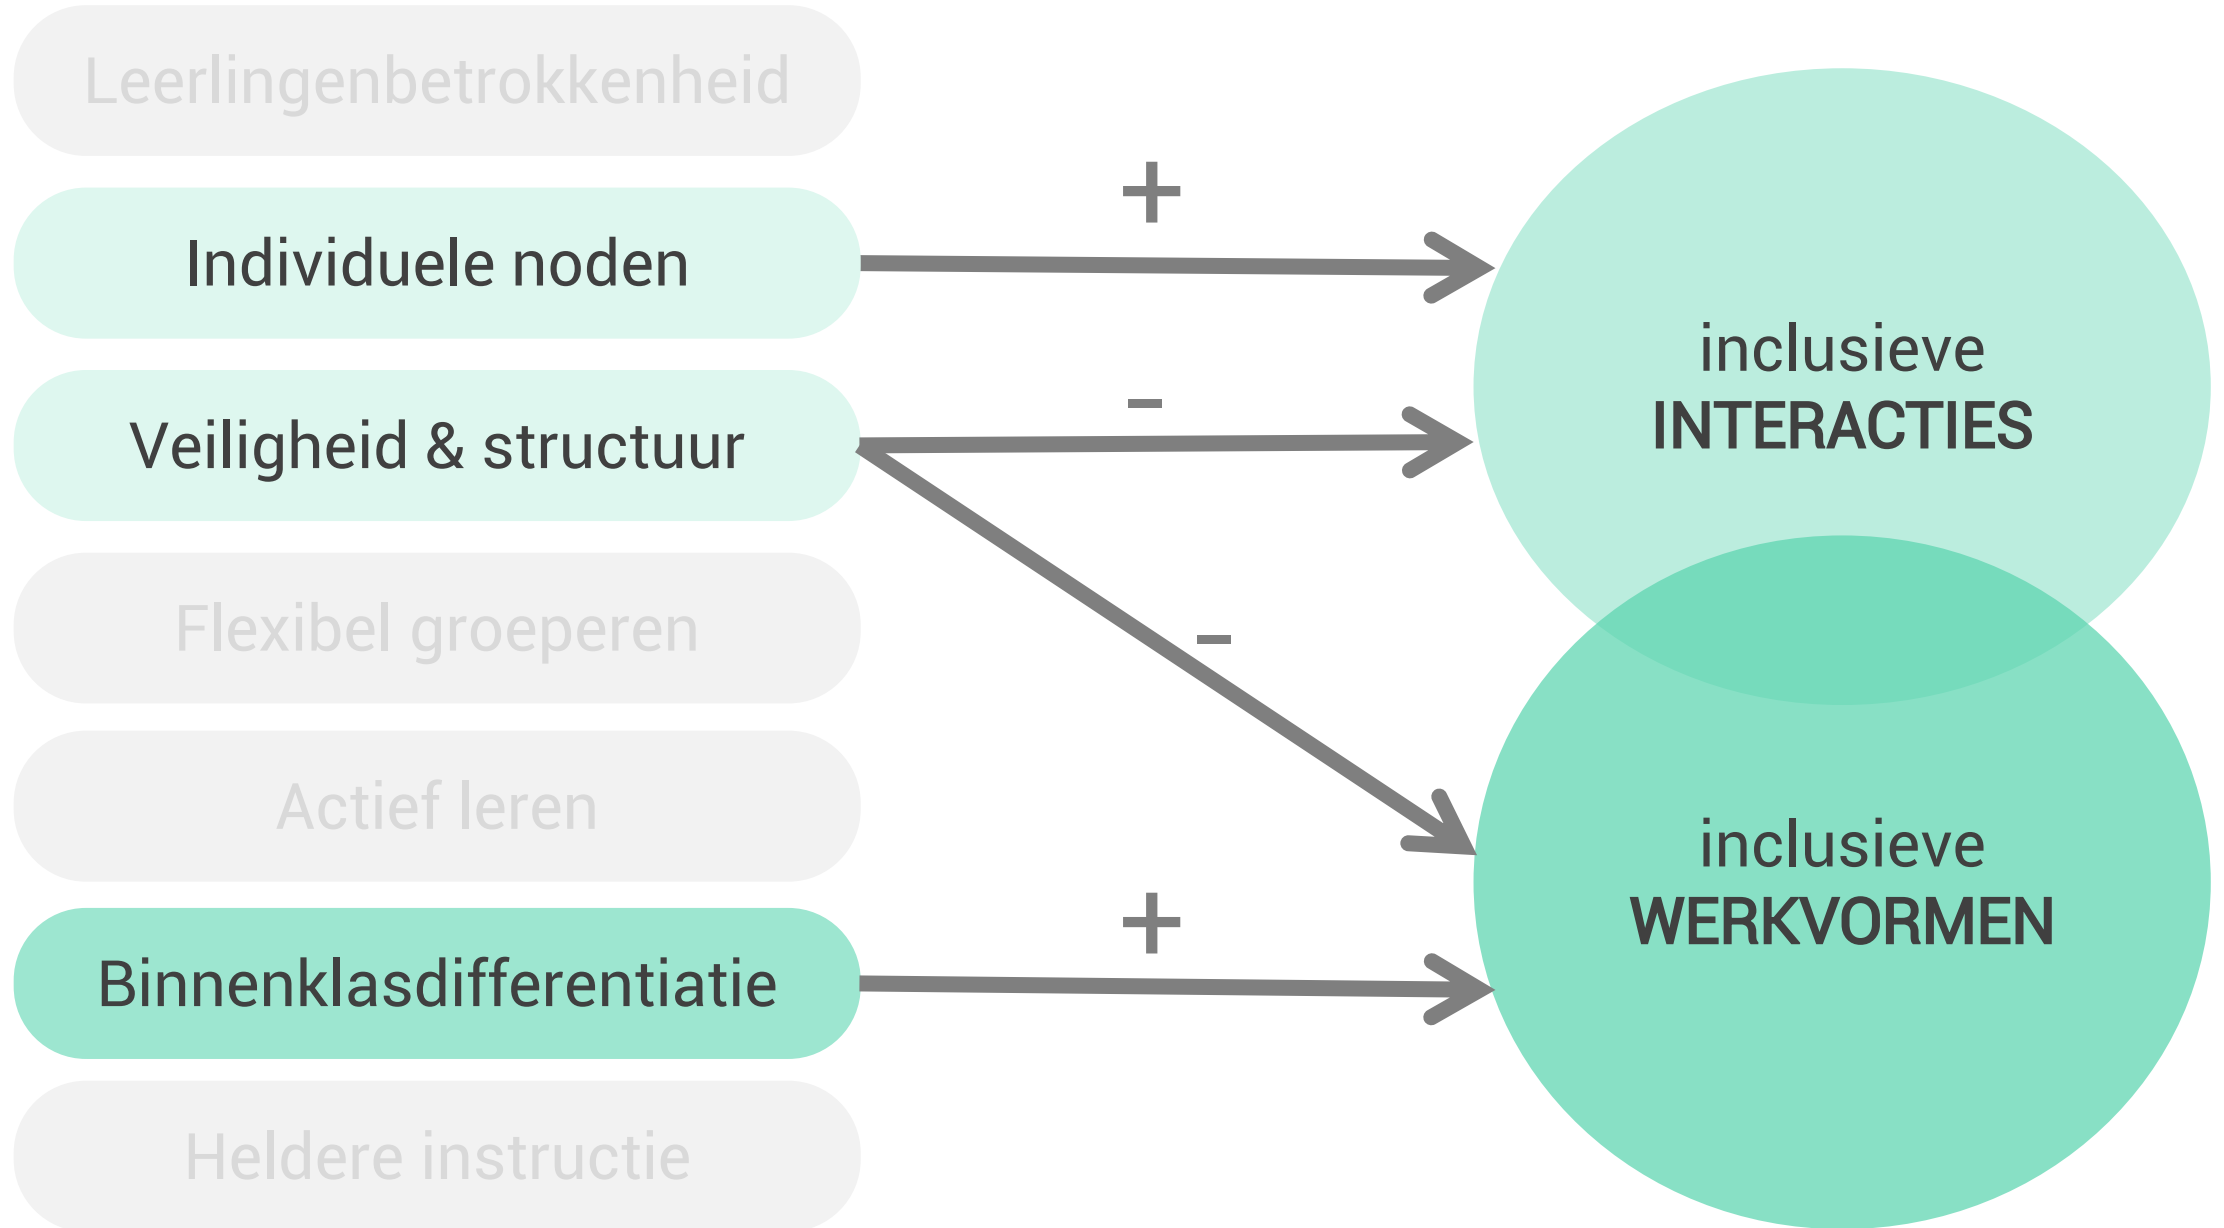 Leerlingenbetrokkenheid
Individuele noden
Veiligheid & structuur
Flexibel groeperen
Actief leren
Binnenklasdifferentiatie
Heldere instructie
+
-
-
+
inclusieve
INTERACTIES
inclusieve
WERKVORMEN